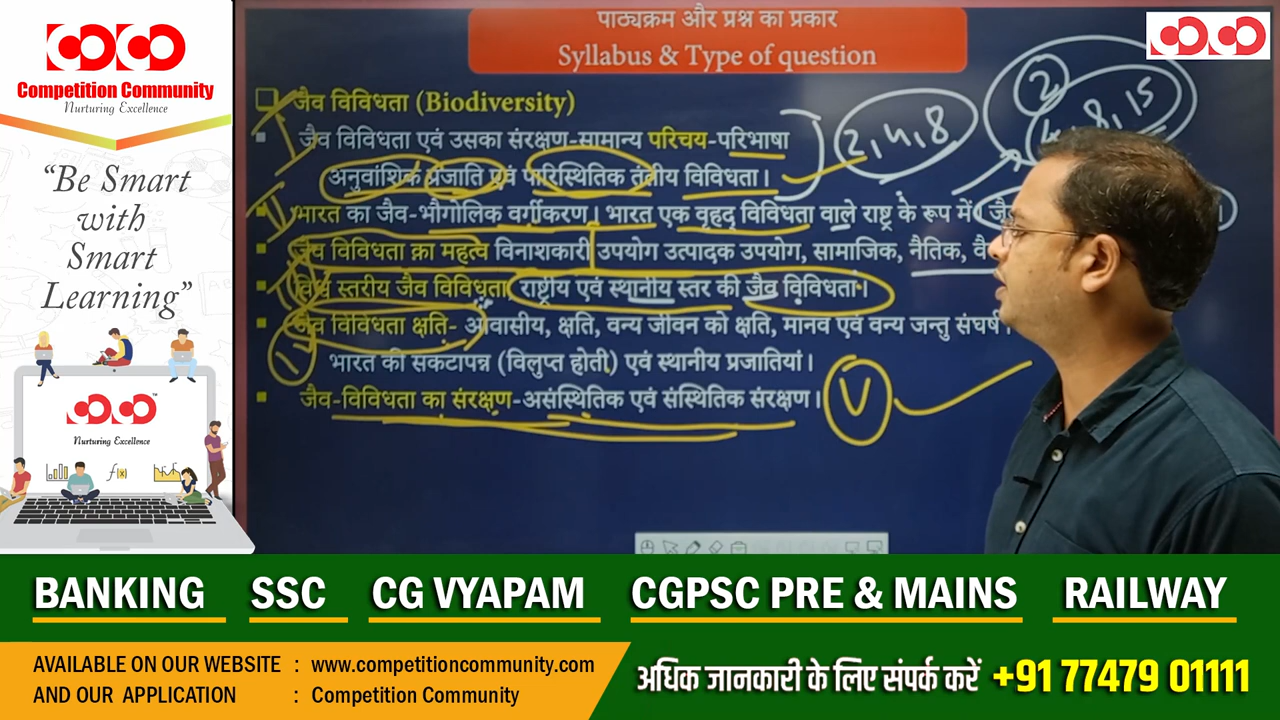 COCO
Competition Community
Nurturing Excellence
“Be Smart
with
Smart
Learning”
COCO
Nurturing Excellence
f(x)
पाठ्यक्रम और प्रश्न का प्रकार
Syllabus & Type of question
COCO
जैव विविधता (Biodiversity)
जैव विविधता एवं उसका संरक्षण-सामान्य परिचय-परिभाषा
अनुवांशिक प्रजाति एवं पारिस्थितिक तंत्रीय विविधता।
भारत का जैव-भौगोलिक वर्गीकरण। भारत एक वृहद् विविधता वाले राष्ट्र के रूप में
जैव विविधता का महत्व विनाशकारी उपयोग उत्पादक उपयोग, सामाजिक, नैतिक,
विश्व स्तरीय जैव विविधता, राष्ट्रीय एवं स्थानीय स्तर की जैव विविधता।
जैव विविधता क्षति- आवासीय, क्षति, वन्य जीवन को क्षति, मानव एवं वन्य जन्तु संघर्ष
भारत की संकटापन्न (विलुप्त होती) एवं स्थानीय प्रजातियां।
जैव-विविधता का संरक्षण-असंस्थितिक एवं संस्थितिक संरक्षण।
2, 4, 8
2
8, 15
V
BANKING SSC CG VYAPAM CGPSC PRE & MAINS RAILWAY
AVAILABLE ON OUR WEBSITE : www.competitioncommunity.com
AND OUR APPLICATION : Competition Community
अधिक जानकारी के लिए संपर्क करें +91 77479 01111